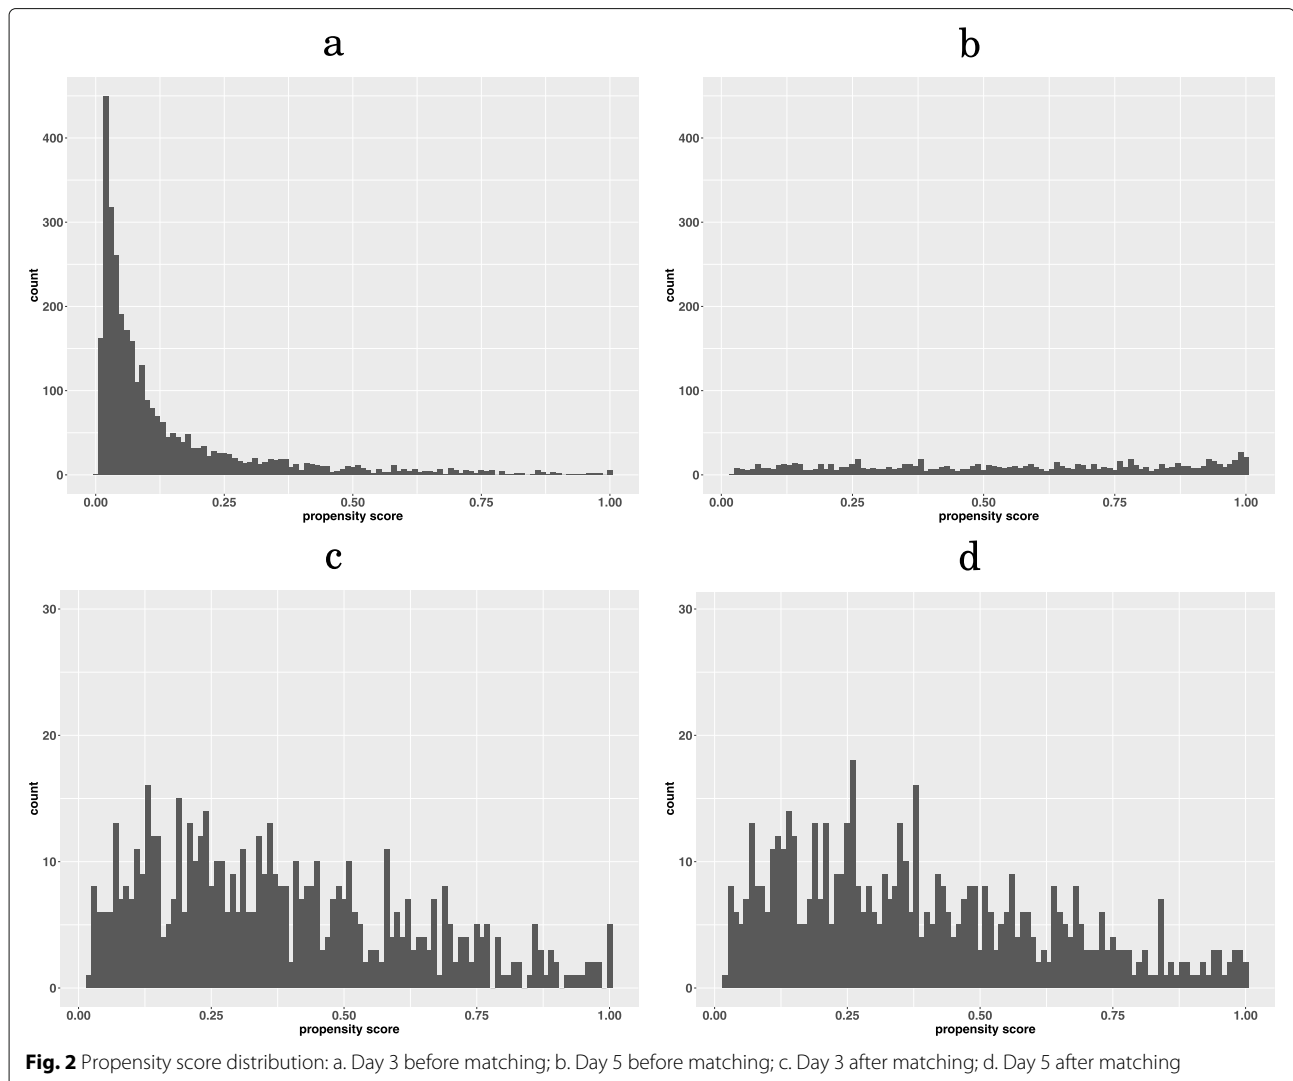 a
b
400
300
200
100
0
count
0.00 0.25 0.50 0.75 1.00
propensity score
400
300
200
100
0
count
0.00 0.25 0.50 0.75 1.00
propensity score
c
d
30
20
10
0
count
0.00 0.25 0.50 0.75 1.00
propensity score
30
20
10
0
count
0.00 0.25 0.50 0.75 1.00
propensity score
Fig. 2 Propensity score distribution: a. Day 3 before matching; b. Day 5 before matching; c. Day 3 after matching; d. Day 5 after matching